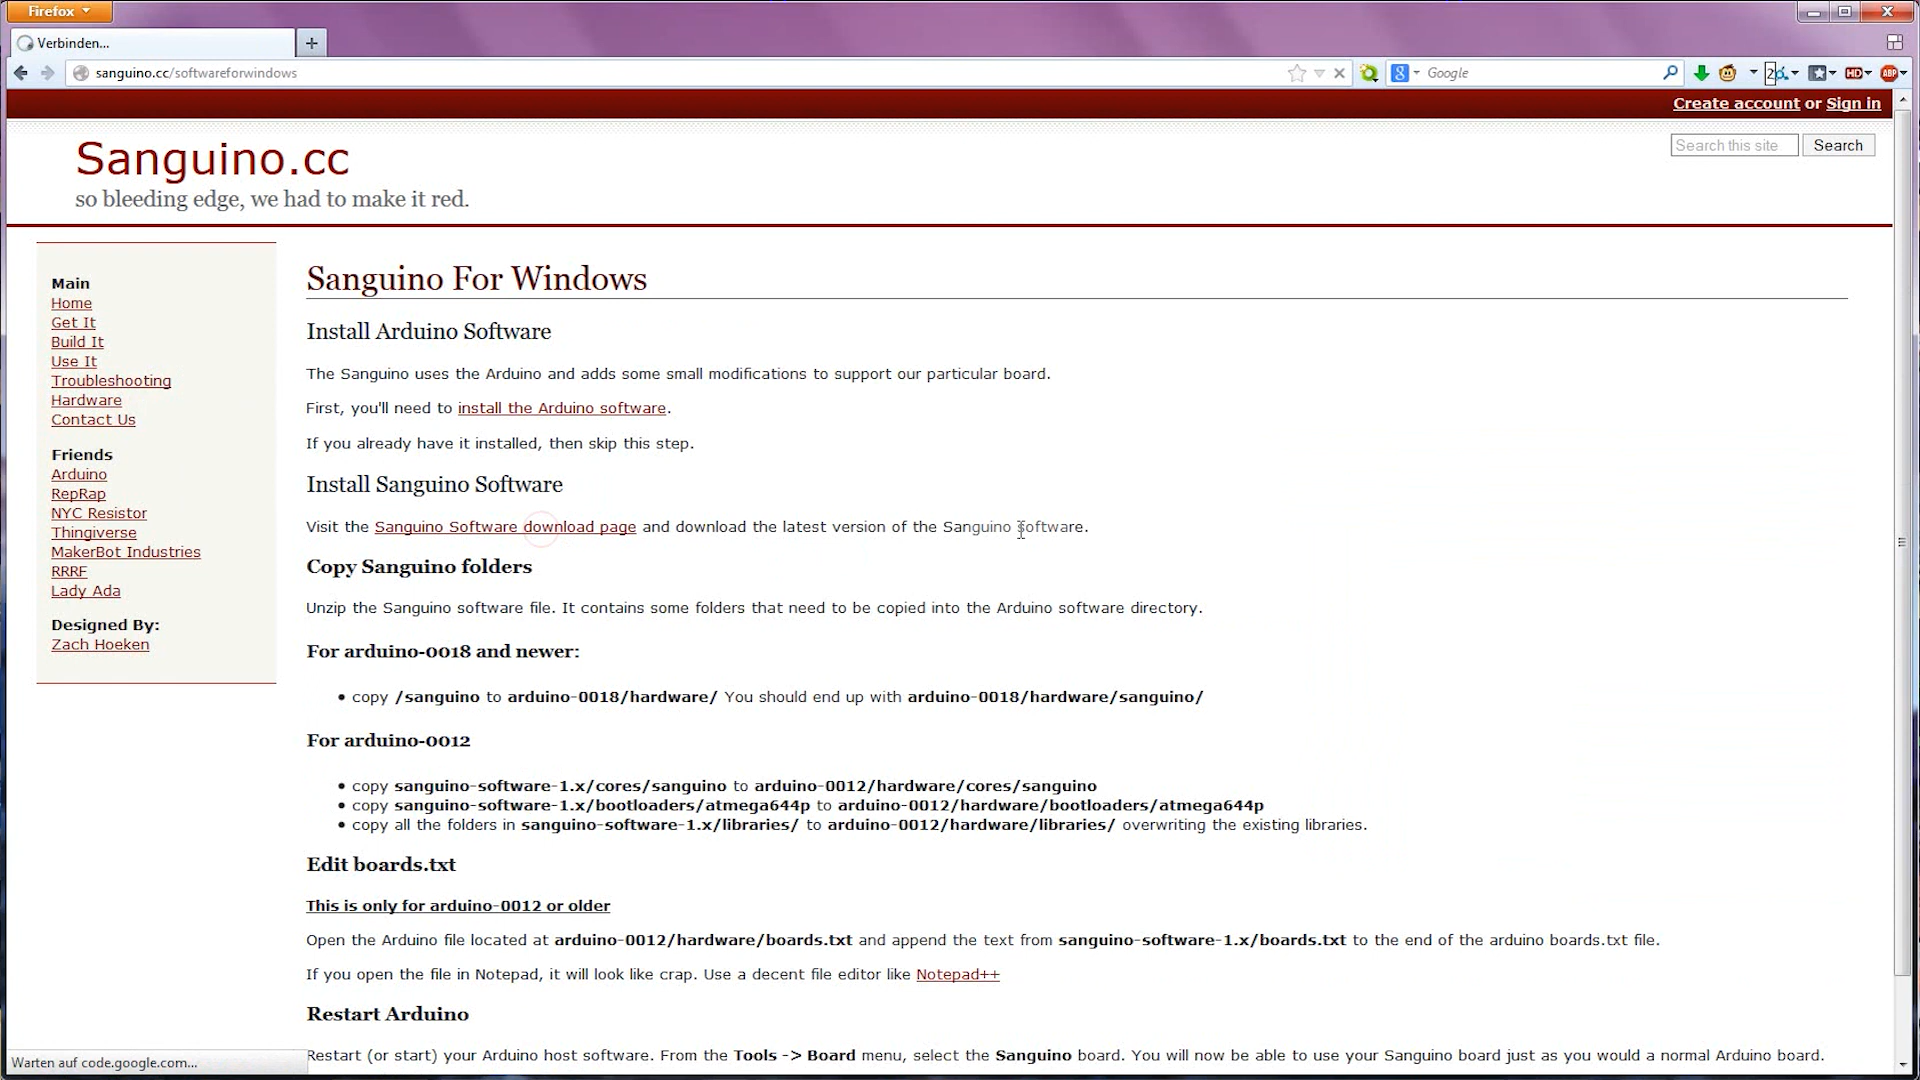 Firefox
Verbinden...
sanguino.cc/softwareforwindows
Google
HD
ABP
Create account or Sign in
Search this site
Search
Sanguino.cc
so bleeding edge, we had to make it red.
Main
Home
Get It
Build It
Use It
Troubleshooting
Hardware
Contact Us
Friends
Arduino
RepRap
NYC Resistor
Thingiverse
MakerBot Industries
RRRF
Lady Ada
Designed By:
Zach Hoeken
Sanguino For Windows
Install Arduino Software
The Sanguino uses the Arduino and adds some small modifications to support our particular board.
First, you'll need to install the Arduino software.
If you already have it installed, then skip this step.
Install Sanguino Software
Visit the Sanguino Software download page and download the latest version of the Sanguino software.
Copy Sanguino folders
Unzip the Sanguino software file. It contains some folders that need to be copied into the Arduino software directory.
For arduino-0018 and newer:
• copy /sanguino to arduino-0018/hardware/ You should end up with arduino-0018/hardware/sanguino/
For arduino-0012
• copy sanguino-software-1.x/cores/sanguino to arduino-0012/hardware/cores/sanguino
• copy sanguino-software-1.x/bootloaders/atmega644p to arduino-0012/hardware/bootloaders/atmega644p
• copy all the folders in sanguino-software-1.x/libraries/ to arduino-0012/hardware/libraries/ overwriting the existing libraries.
Edit boards.txt
This is only for arduino-0012 or older
Open the Arduino file located at arduino-0012/hardware/boards.txt and append the text from sanguino-software-1.x/boards.txt to the end of the arduino boards.txt file.
If you open the file in Notepad, it will look like crap. Use a decent file editor like Notepad++
Restart Arduino
Restart (or start) your Arduino host software. From the Tools -> Board menu, select the Sanguino board. You will now be able to use your Sanguino board just as you would a normal Arduino board.
Warten auf code.google.com...